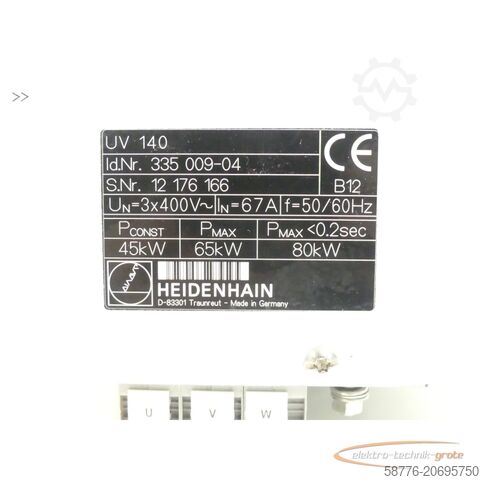 >>
UV 140
Id.Nr. 335 009-04
S.Nr. 12 176 166
CE
B12
UN=3x400V~ IN=67A f=50/60Hz
PCONST PMAX PMAX <0.2sec
45kW 65kW 80kW
HEIDENHAIN
D-83301 Traunreut - Made in Germany
U V W
elektro-technik-grote
58776-20695750